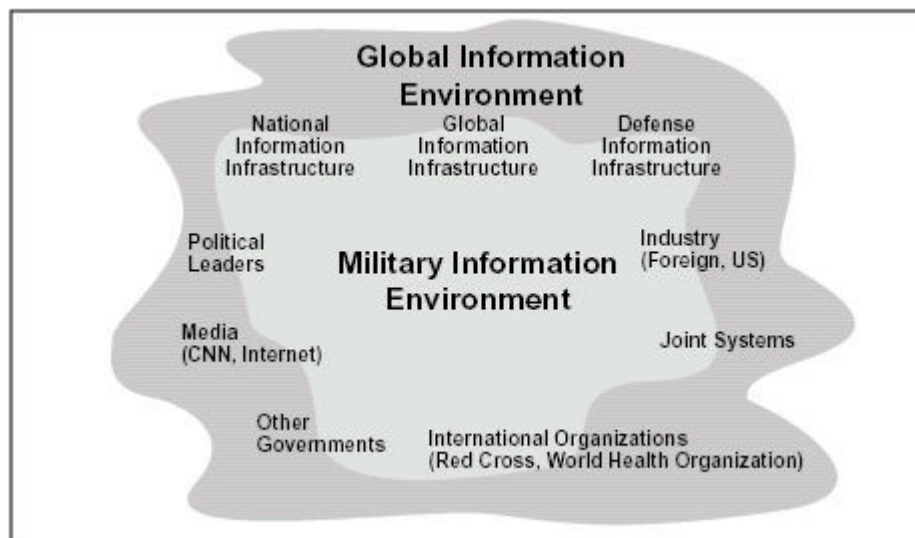 Global Information
Environment
National
Information
Infrastructure
Global
Information
Infrastructure
Defense
Information
Infrastructure
Political
Leaders
Military Information
Environment
Industry
(Foreign, US)
Media
(CNN, Internet)
Joint Systems
Other
Governments
International Organizations
(Red Cross, World Health Organization)